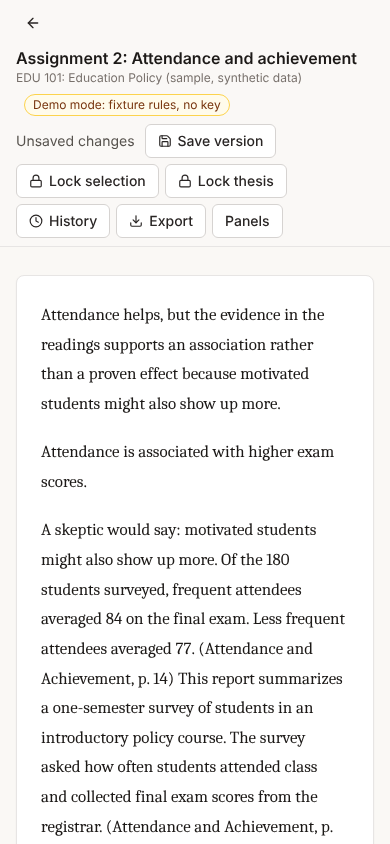 Assignment 2: Attendance and achievement
EDU 101: Education Policy (sample, synthetic data)
Demo mode: fixture rules, no key
Unsaved changes
Save version
Lock selection
Lock thesis
History
Export
Panels
Attendance helps, but the evidence in the
readings supports an association rather
than a proven effect because motivated
students might also show up more.
Attendance is associated with higher exam
scores.
A skeptic would say: motivated students
might also show up more. Of the 180
students surveyed, frequent attendees
averaged 84 on the final exam. Less frequent
attendees averaged 77. (Attendance and
Achievement, p. 14) This report summarizes
a one-semester survey of students in an
introductory policy course. The survey
asked how often students attended class
and collected final exam scores from the
registrar. (Attendance and Achievement, p.